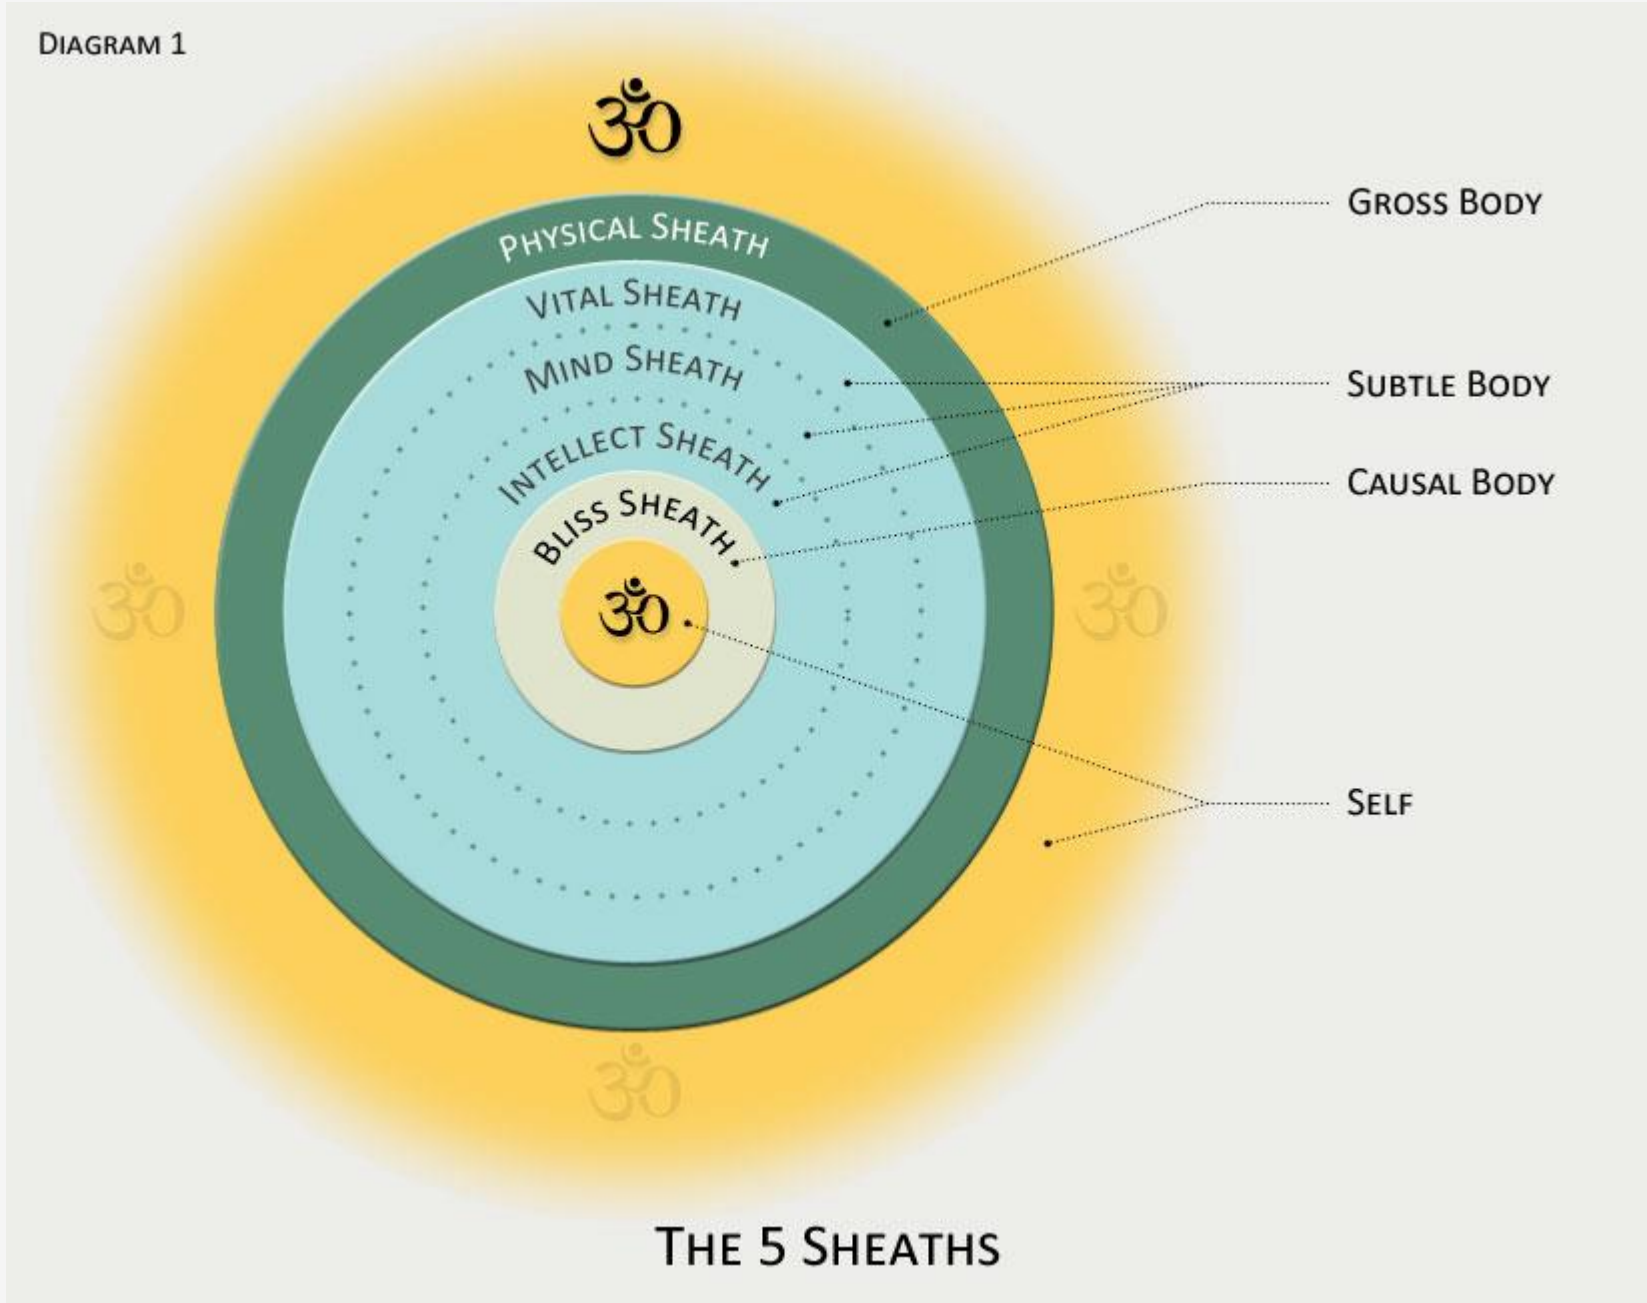 DIAGRAM 1
ॐ
PHYSICAL SHEATH
GROSS BODY
VITAL SHEATH
MIND SHEATH
SUBTLE BODY
INTELLECT SHEATH
CAUSAL BODY
BLISS SHEATH
ॐ
ॐ
ॐ
SELF
ॐ
THE 5 SHEATHS